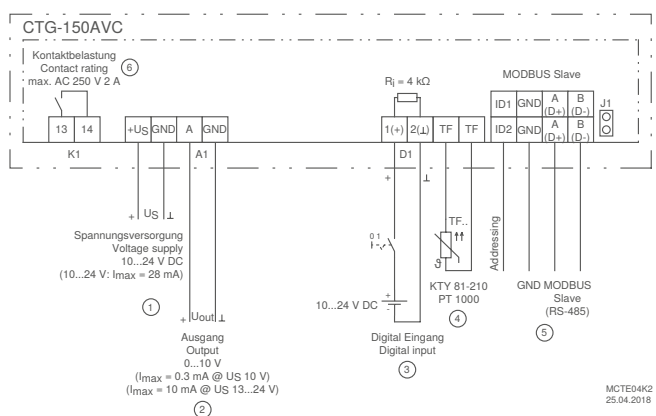 CTG-150AVC
Kontaktbelastung
Contact rating
max. AC 250 V 2 A
6
Ri = 4 kΩ
MODBUS Slave
ID1 GND A (D+) B (D-) J1
13 14 +US GND A GND 1(+) 2(⊥) TF TF ID2 GND A (D+) B (D-)
K1 A1 D1
+ ⊥
+ US ⊥
Spannungsversorgung
Voltage supply
10...24 V DC
(10...24 V: Imax = 28 mA)
1
+ Uout ⊥
Ausgang
Output
0...10 V
(Imax = 0.3 mA @ US 10 V)
(Imax = 10 mA @ US 13...24 V)
2
0 1
+
10...24 V DC
-
Digital Eingang
Digital input
3
TF..
ϑ
KTY 81-210
PT 1000
4
Addressing
GND MODBUS
Slave
(RS-485)
5
MCTE04K2
25.04.2018